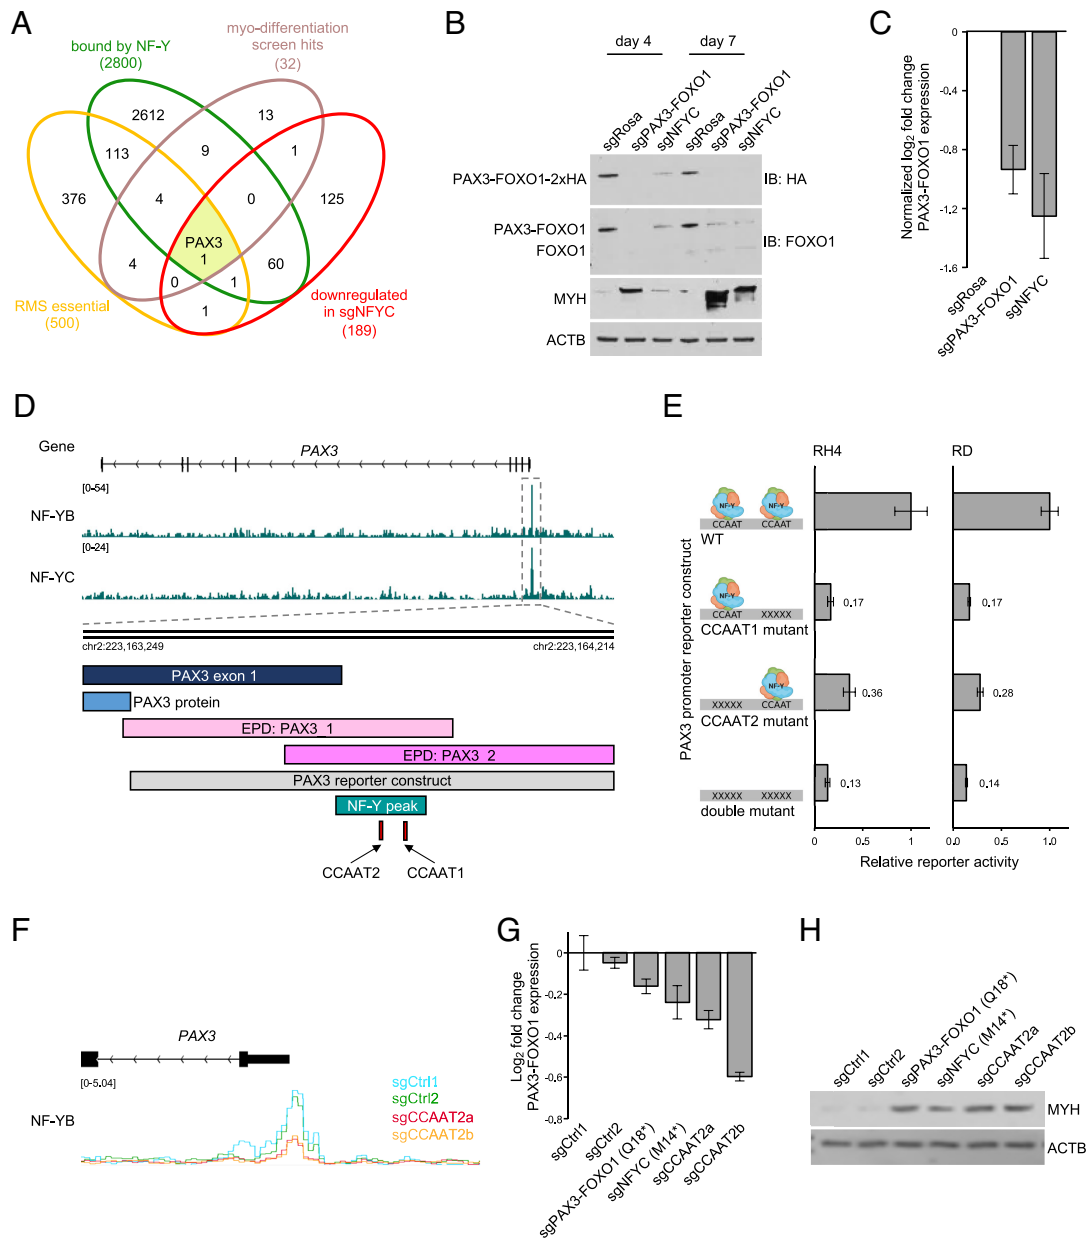 A
bound by NF-Y
(2800)
myo-differentiation
screen hits
(32)
2612
13
113
9
1
376
4
0
125
PAX3
1
4
0
1
60
1
RMS essential
(500)
downregulated
in sgNFYC
(189)
B
day 4
day 7
sgRosa
sgPAX3-FOXO1
sgNFYC
sgRosa
sgPAX3-FOXO1
sgNFYC
PAX3-FOXO1-2xHA
IB: HA
PAX3-FOXO1
FOXO1
IB: FOXO1
MYH
ACTB
C
Normalized log2 fold change
PAX3-FOXO1 expression
0
-0.4
-0.8
-1.2
-1.6
sgRosa
sgPAX3-FOXO1
sgNFYC
D
Gene
PAX3
[0-54]
NF-YB
[0-24]
NF-YC
chr2:223,163,249
chr2:223,164,214
PAX3 exon 1
PAX3 protein
EPD: PAX3_1
EPD: PAX3_2
PAX3 reporter construct
NF-Y peak
CCAAT2
CCAAT1
E
RH4
RD
PAX3 promoter reporter construct
NF-Y
NF-Y
CCAAT
CCAAT
WT
NF-Y
CCAAT
XXXXX
CCAAT1 mutant
0.17
0.17
NF-Y
XXXXX
CCAAT
CCAAT2 mutant
0.36
0.28
XXXXX
XXXXX
double mutant
0.13
0.14
0
0.5
1
0
0.5
1.0
Relative reporter activity
F
PAX3
[0-5.04]
NF-YB
sgCtrl1
sgCtrl2
sgCCAAT2a
sgCCAAT2b
G
Log2 fold change
PAX3-FOXO1 expression
0
-0.2
-0.4
-0.6
-0.8
sgCtrl1
sgCtrl2
sgPAX3-FOXO1 (Q18*)
sgNFYC (M14*)
sgCCAAT2a
sgCCAAT2b
H
sgCtrl1
sgCtrl2
sgPAX3-FOXO1 (Q18*)
sgNFYC (M14*)
sgCCAAT2a
sgCCAAT2b
MYH
ACTB